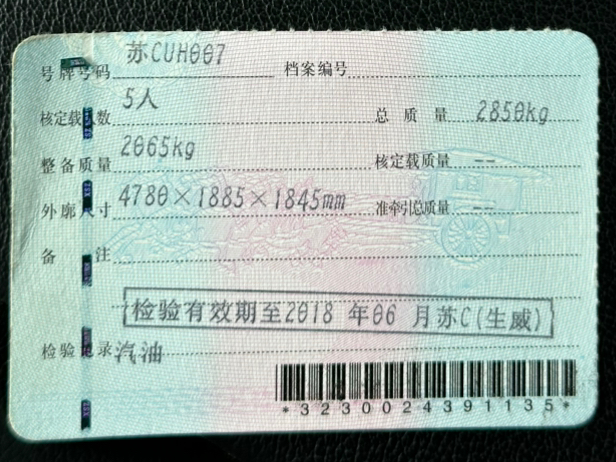 号牌号码 苏CUH007 档案编号
核定载人数 5人 总质量 2850kg
整备质量 2065kg 核定载质量 --
外廓尺寸 4780×1885×1845mm 准牵引总质量 --
备注
检验有效期至2018年06月苏C(生威)
检验记录 汽油
*3230024391135*